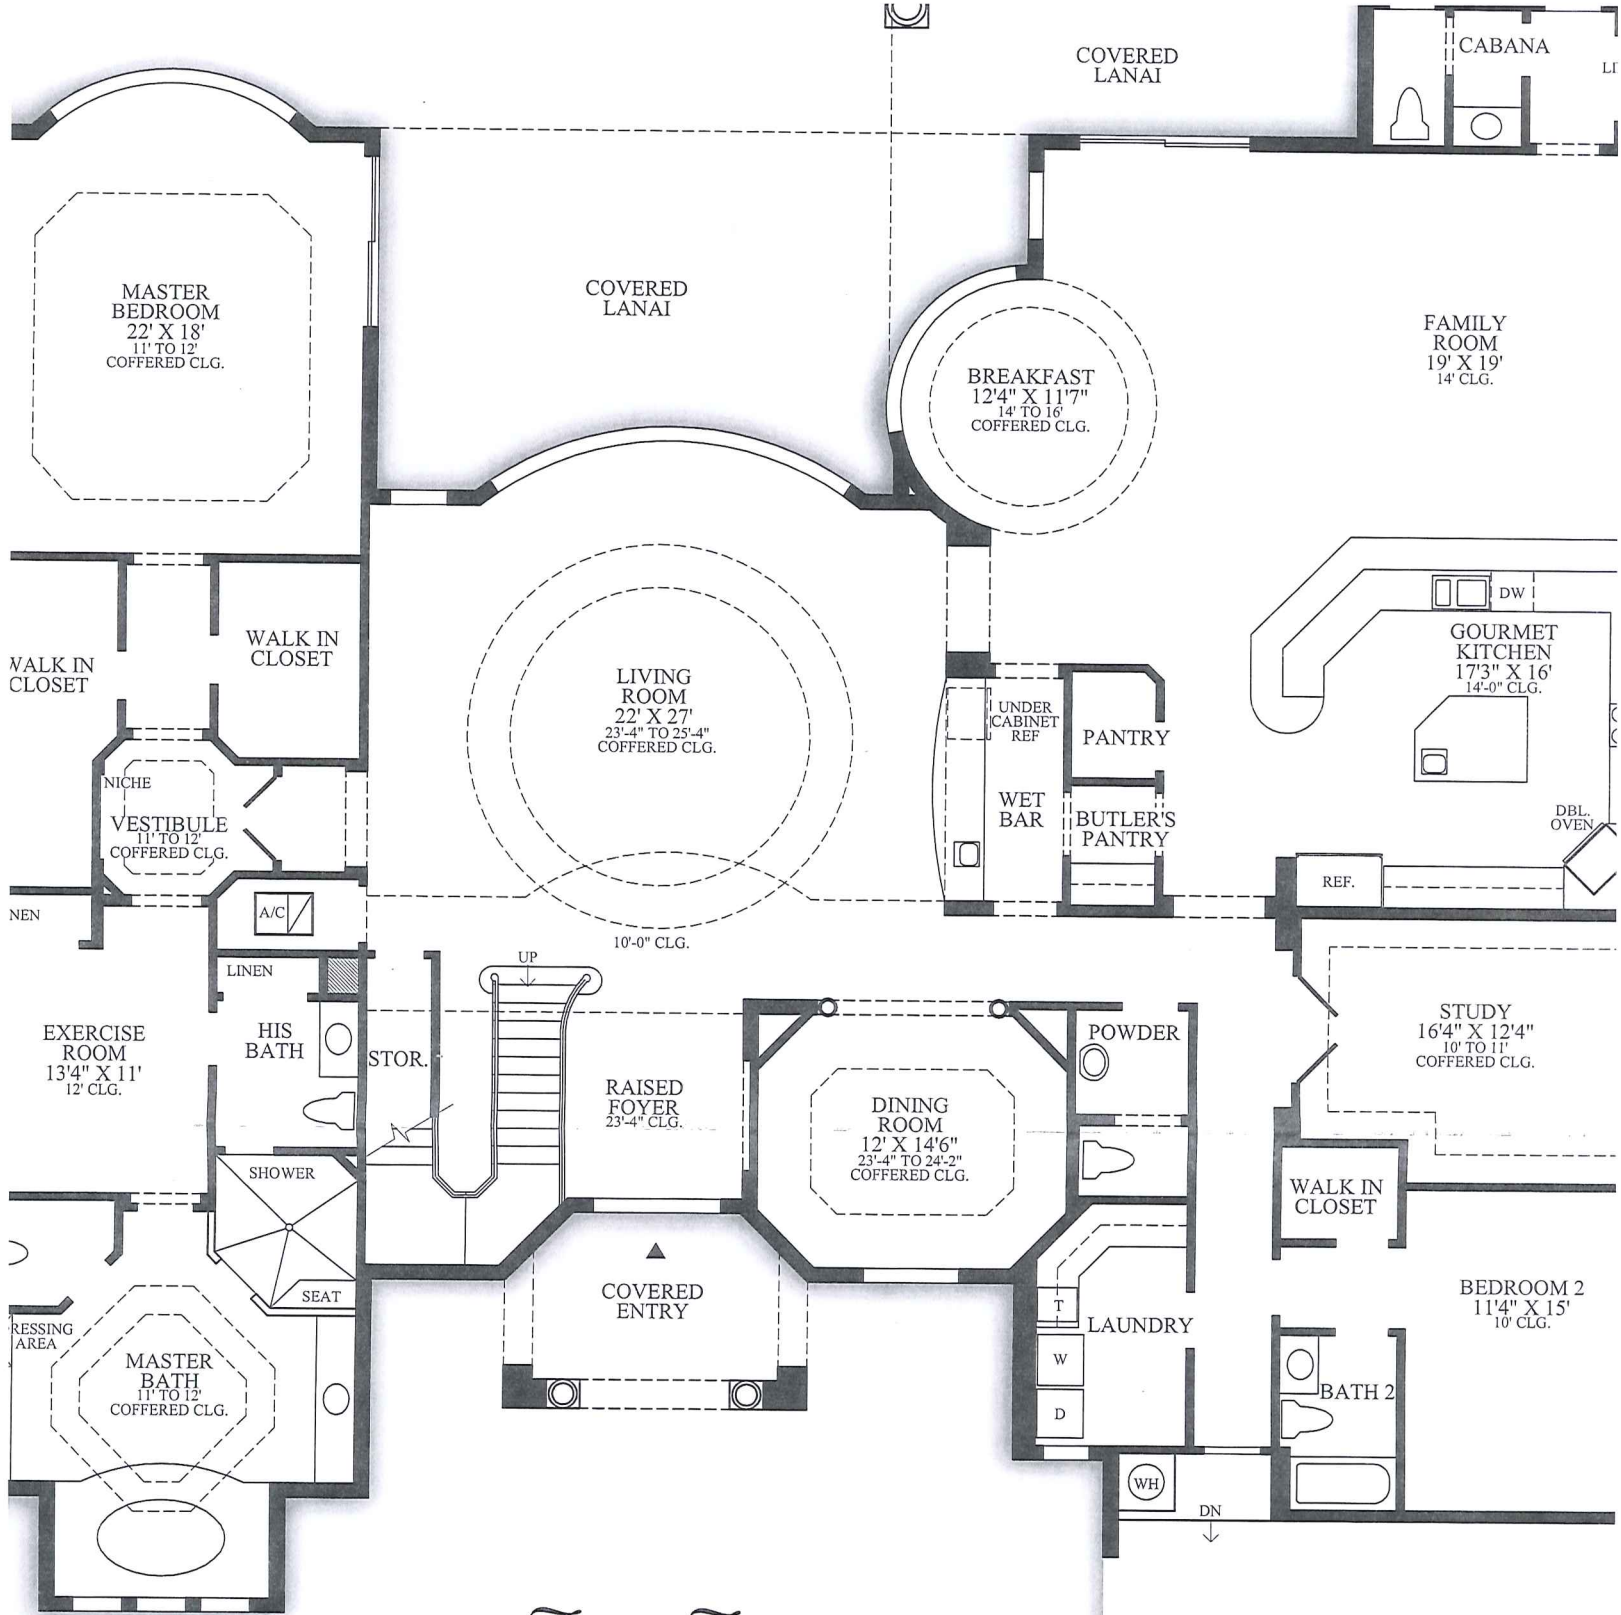 COVERED
LANAI
CABANA
MASTER
BEDROOM
22' X 18'
11' TO 12'
COFFERED CLG.
COVERED
LANAI
BREAKFAST
12'4" X 11'7"
14' TO 16'
COFFERED CLG.
FAMILY
ROOM
19' X 19'
14' CLG.
WALK IN
CLOSET
WALK IN
CLOSET
LIVING
ROOM
22' X 27'
23'-4" TO 25'-4"
COFFERED CLG.
UNDER
CABINET
REF
PANTRY
DW
GOURMET
KITCHEN
17'3" X 16'
14'-0" CLG.
NICHE
VESTIBULE
11' TO 12'
COFFERED CLG.
WET
BAR
BUTLER'S
PANTRY
DBL.
OVEN
REF.
NEN
A/C
10'-0" CLG.
LINEN
UP
EXERCISE
ROOM
13'4" X 11'
12' CLG.
HIS
BATH
STOR.
RAISED
FOYER
23'-4" CLG.
DINING
ROOM
12' X 14'6"
23'-4" TO 24'-2"
COFFERED CLG.
POWDER
STUDY
16'4" X 12'4"
10' TO 11'
COFFERED CLG.
SHOWER
SEAT
WALK IN
CLOSET
COVERED
ENTRY
T
W
D
LAUNDRY
BEDROOM 2
11'4" X 15'
10' CLG.
RESSING
AREA
MASTER
BATH
11' TO 12'
COFFERED CLG.
BATH 2
WH
DN